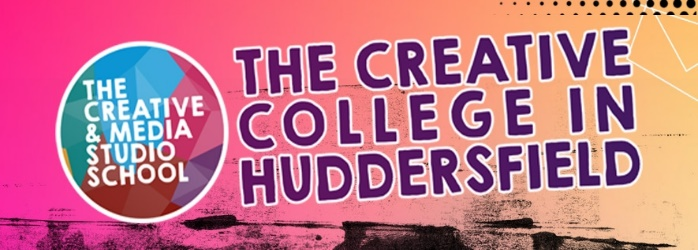 THE
CREATIVE
& MEDIA
STUDIO
SCHOOL
THE CREATIVE
COLLEGE IN
HUDDERSFIELD